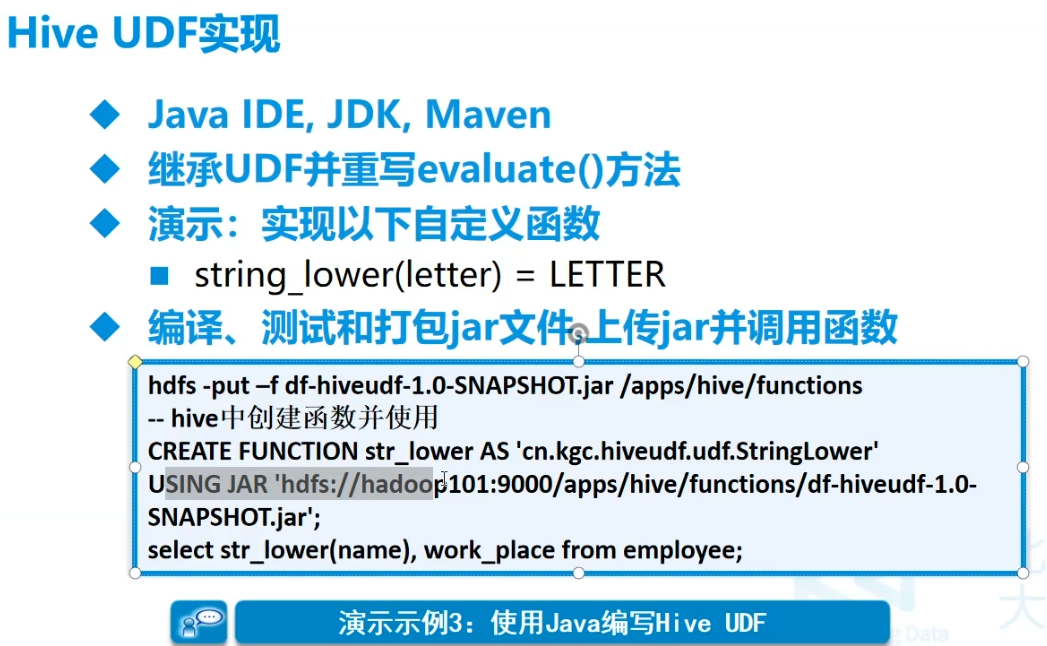 Hive UDF实现
Java IDE, JDK, Maven
继承UDF并重写evaluate()方法
演示：实现以下自定义函数
string_lower(letter) = LETTER
编译、测试和打包jar文件,上传jar并调用函数
hdfs -put –f df-hiveudf-1.0-SNAPSHOT.jar /apps/hive/functions
-- hive中创建函数并使用
CREATE FUNCTION str_lower AS 'cn.kgc.hiveudf.udf.StringLower'
USING JAR 'hdfs://hadoop101:9000/apps/hive/functions/df-hiveudf-1.0-
SNAPSHOT.jar';
select str_lower(name), work_place from employee;
演示示例3：使用Java编写Hive UDF
北
大
Data